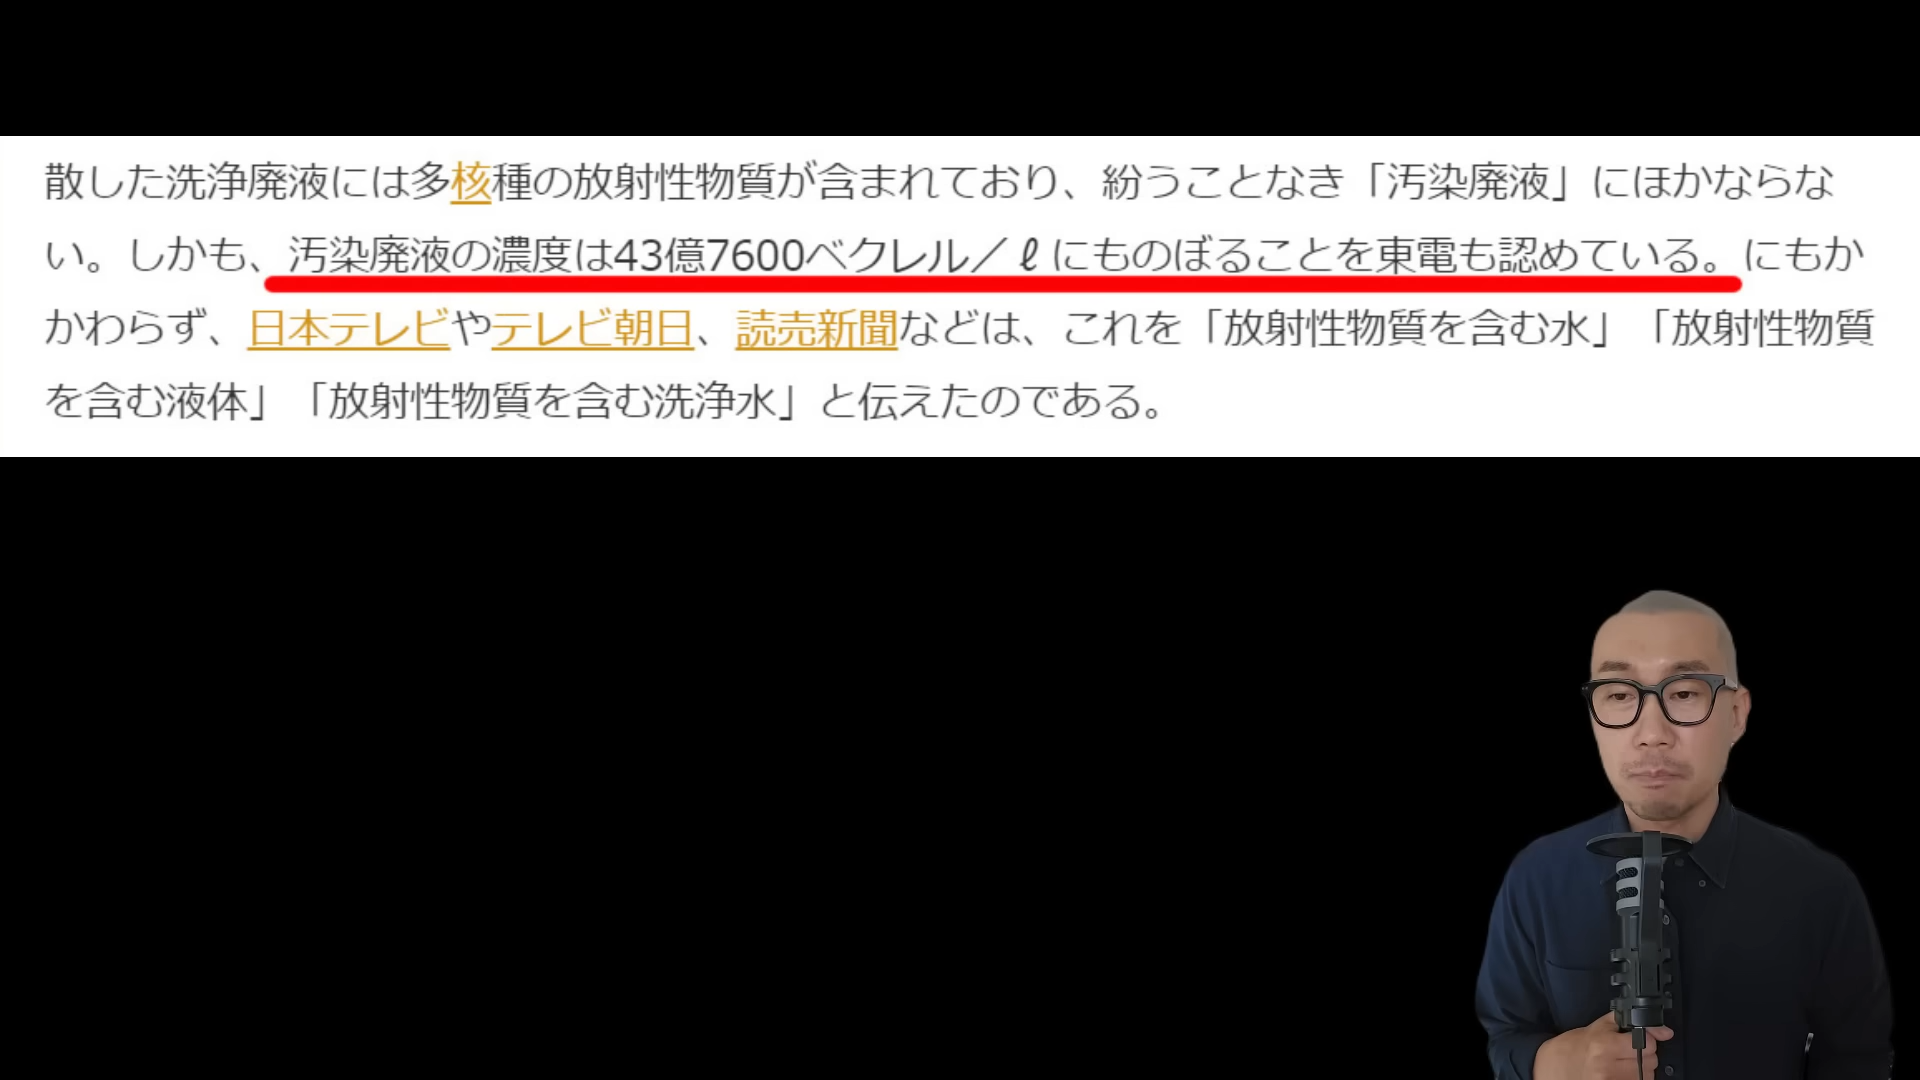 散した洗浄廃液には多核種の放射性物質が含まれており、紛うことなき「汚染廃液」にほかならな
い。しかも、汚染廃液の濃度は43億7600ベクレル／ℓにものぼることを東電も認めている。にもか
かわらず、日本テレビやテレビ朝日、読売新聞などは、これを「放射性物質を含む水」「放射性物質
を含む液体」「放射性物質を含む洗浄水」と伝えたのである。